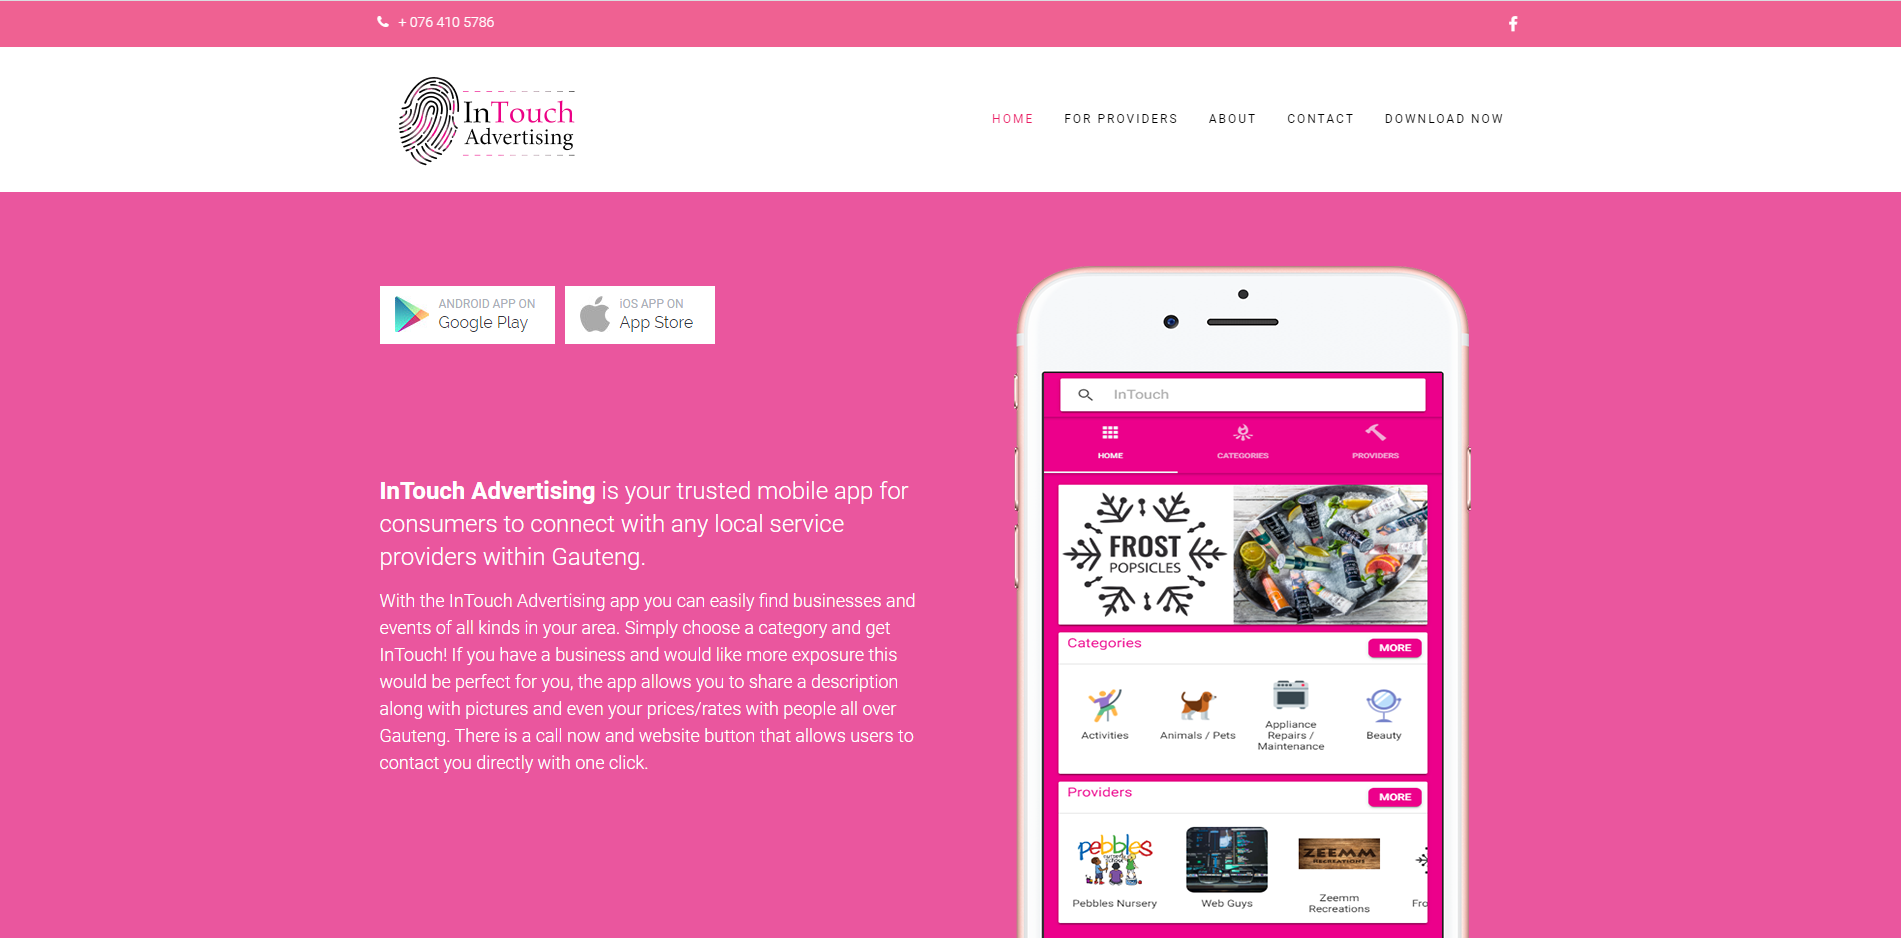 + 076 410 5786
InTouch
Advertising
HOME FOR PROVIDERS ABOUT CONTACT DOWNLOAD NOW
ANDROID APP ON
Google Play
iOS APP ON
App Store
InTouch Advertising is your trusted mobile app for
consumers to connect with any local service
providers within Gauteng.
With the InTouch Advertising app you can easily find businesses and
events of all kinds in your area. Simply choose a category and get
InTouch! If you have a business and would like more exposure this
would be perfect for you, the app allows you to share a description
along with pictures and even your prices/rates with people all over
Gauteng. There is a call now and website button that allows users to
contact you directly with one click.
InTouch
HOME CATEGORIES PROVIDERS
FROST
POPSICLES
Categories
MORE
Activities
Animals / Pets
Appliance
Repairs /
Maintenance
Beauty
Providers
MORE
pebbles
ZEEMM
RECREATIONS
Pebbles Nursery
Web Guys
Zeemm
Recreations
Fro